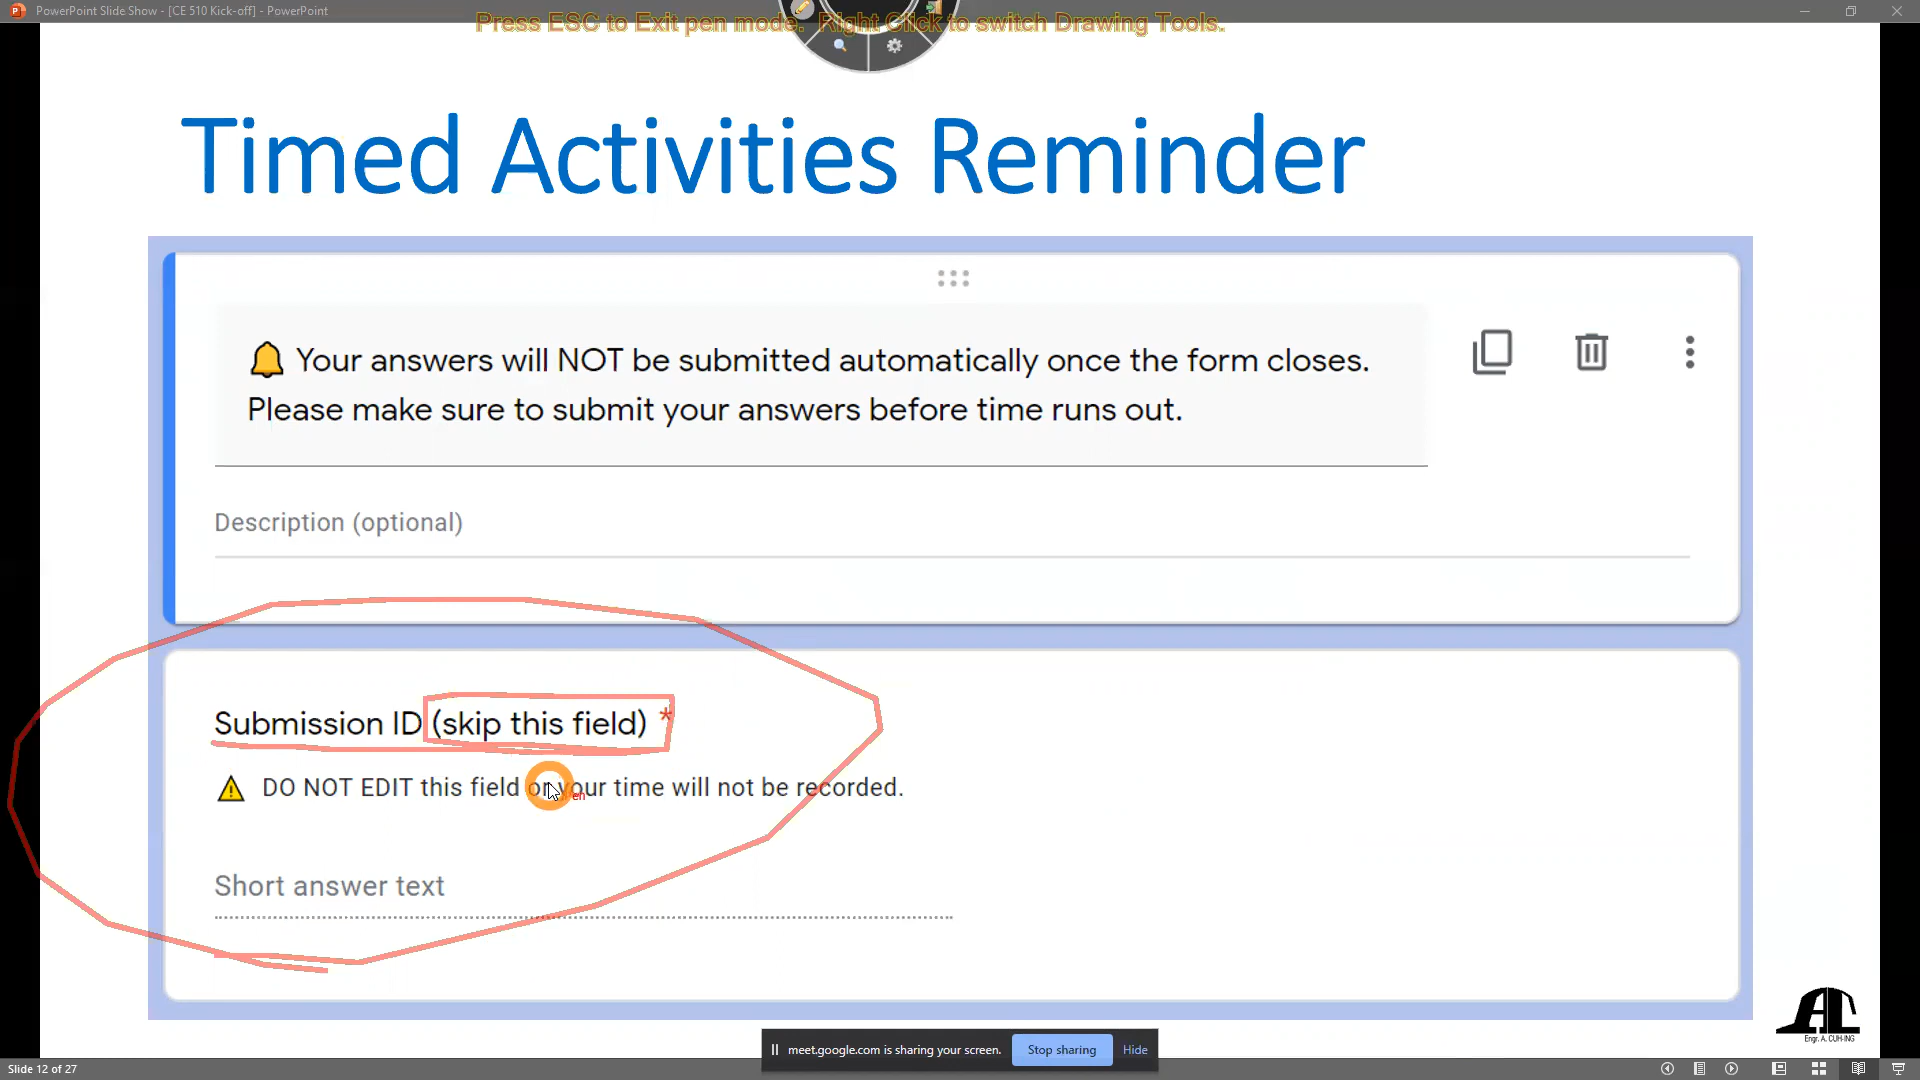 PowerPoint Slide Show - [CE 510 Kick-off] - PowerPoint
Press ESC to Exit pen mode. Right Click to switch Drawing Tools.
Timed Activities Reminder
🔔 Your answers will NOT be submitted automatically once the form closes.
Please make sure to submit your answers before time runs out.
Description (optional)
Submission ID (skip this field) *
⚠ DO NOT EDIT this field or your time will not be recorded.
Short answer text
Engr. A. CUH-ING
meet.google.com is sharing your screen.
Stop sharing
Hide
Slide 12 of 27